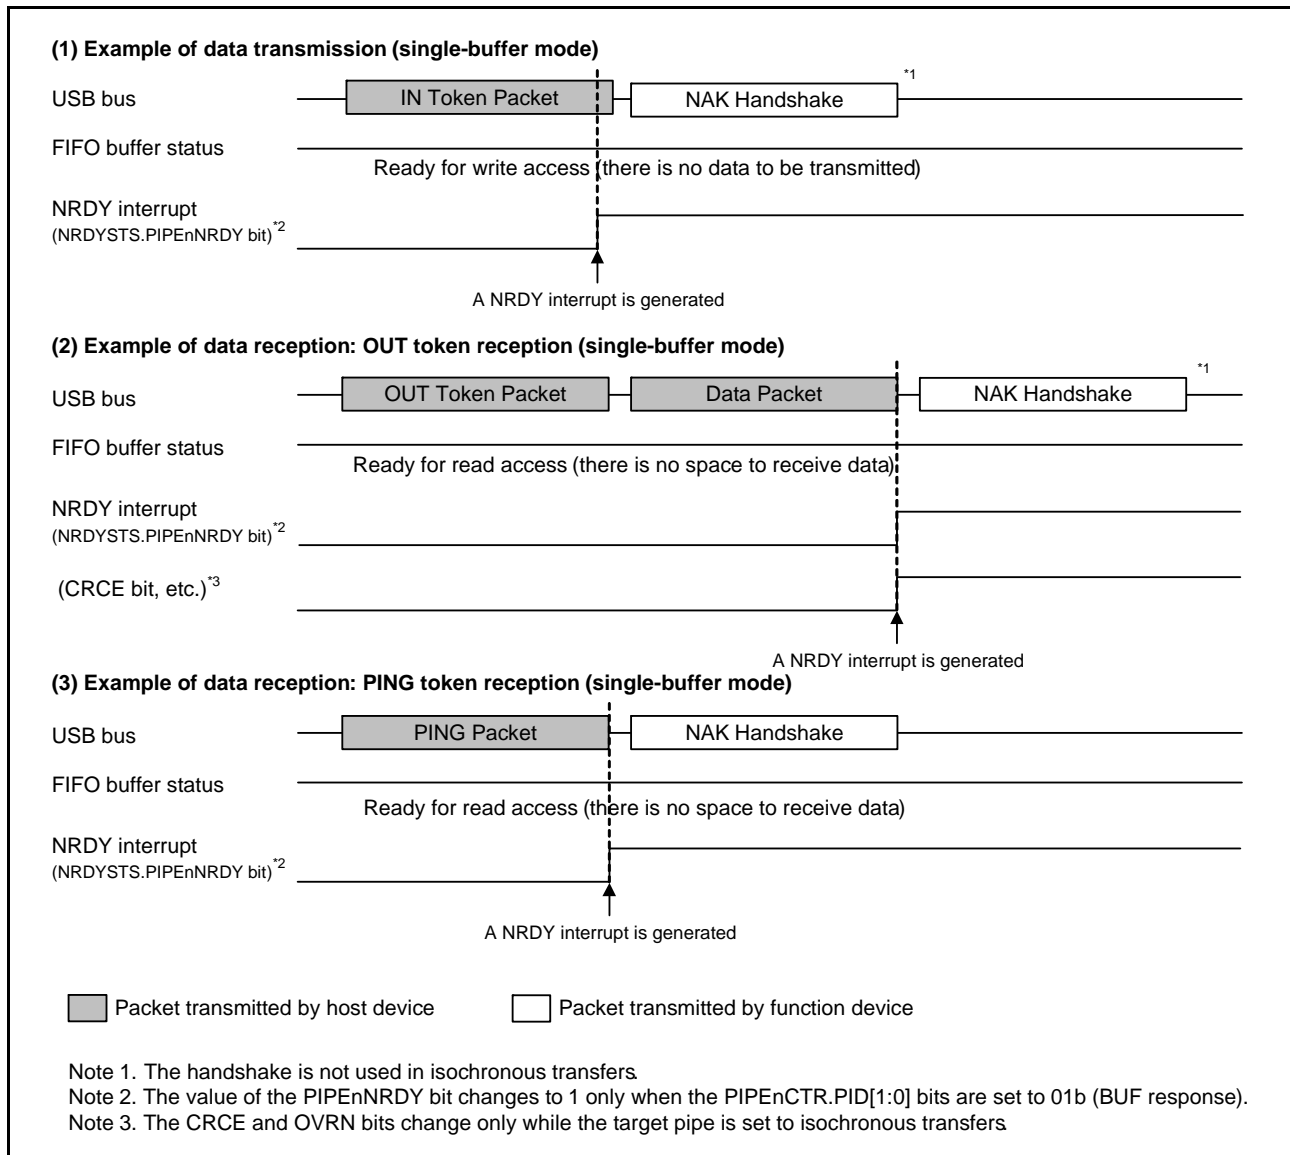 (1) Example of data transmission (single-buffer mode)
USB bus
IN Token Packet
NAK Handshake
*1
FIFO buffer status
Ready for write access (there is no data to be transmitted)
NRDY interrupt
(NRDYSTS.PIPEnNRDY bit)*2
A NRDY interrupt is generated
(2) Example of data reception: OUT token reception (single-buffer mode)
USB bus
OUT Token Packet
Data Packet
NAK Handshake
*1
FIFO buffer status
Ready for read access (there is no space to receive data)
NRDY interrupt
(NRDYSTS.PIPEnNRDY bit)*2
(CRCE bit, etc.)*3
A NRDY interrupt is generated
(3) Example of data reception: PING token reception (single-buffer mode)
USB bus
PING Packet
NAK Handshake
FIFO buffer status
Ready for read access (there is no space to receive data)
NRDY interrupt
(NRDYSTS.PIPEnNRDY bit)*2
A NRDY interrupt is generated
Packet transmitted by host device
Packet transmitted by function device
Note 1. The handshake is not used in isochronous transfers.
Note 2. The value of the PIPEnNRDY bit changes to 1 only when the PIPEnCTR.PID[1:0] bits are set to 01b (BUF response).
Note 3. The CRCE and OVRN bits change only while the target pipe is set to isochronous transfers.